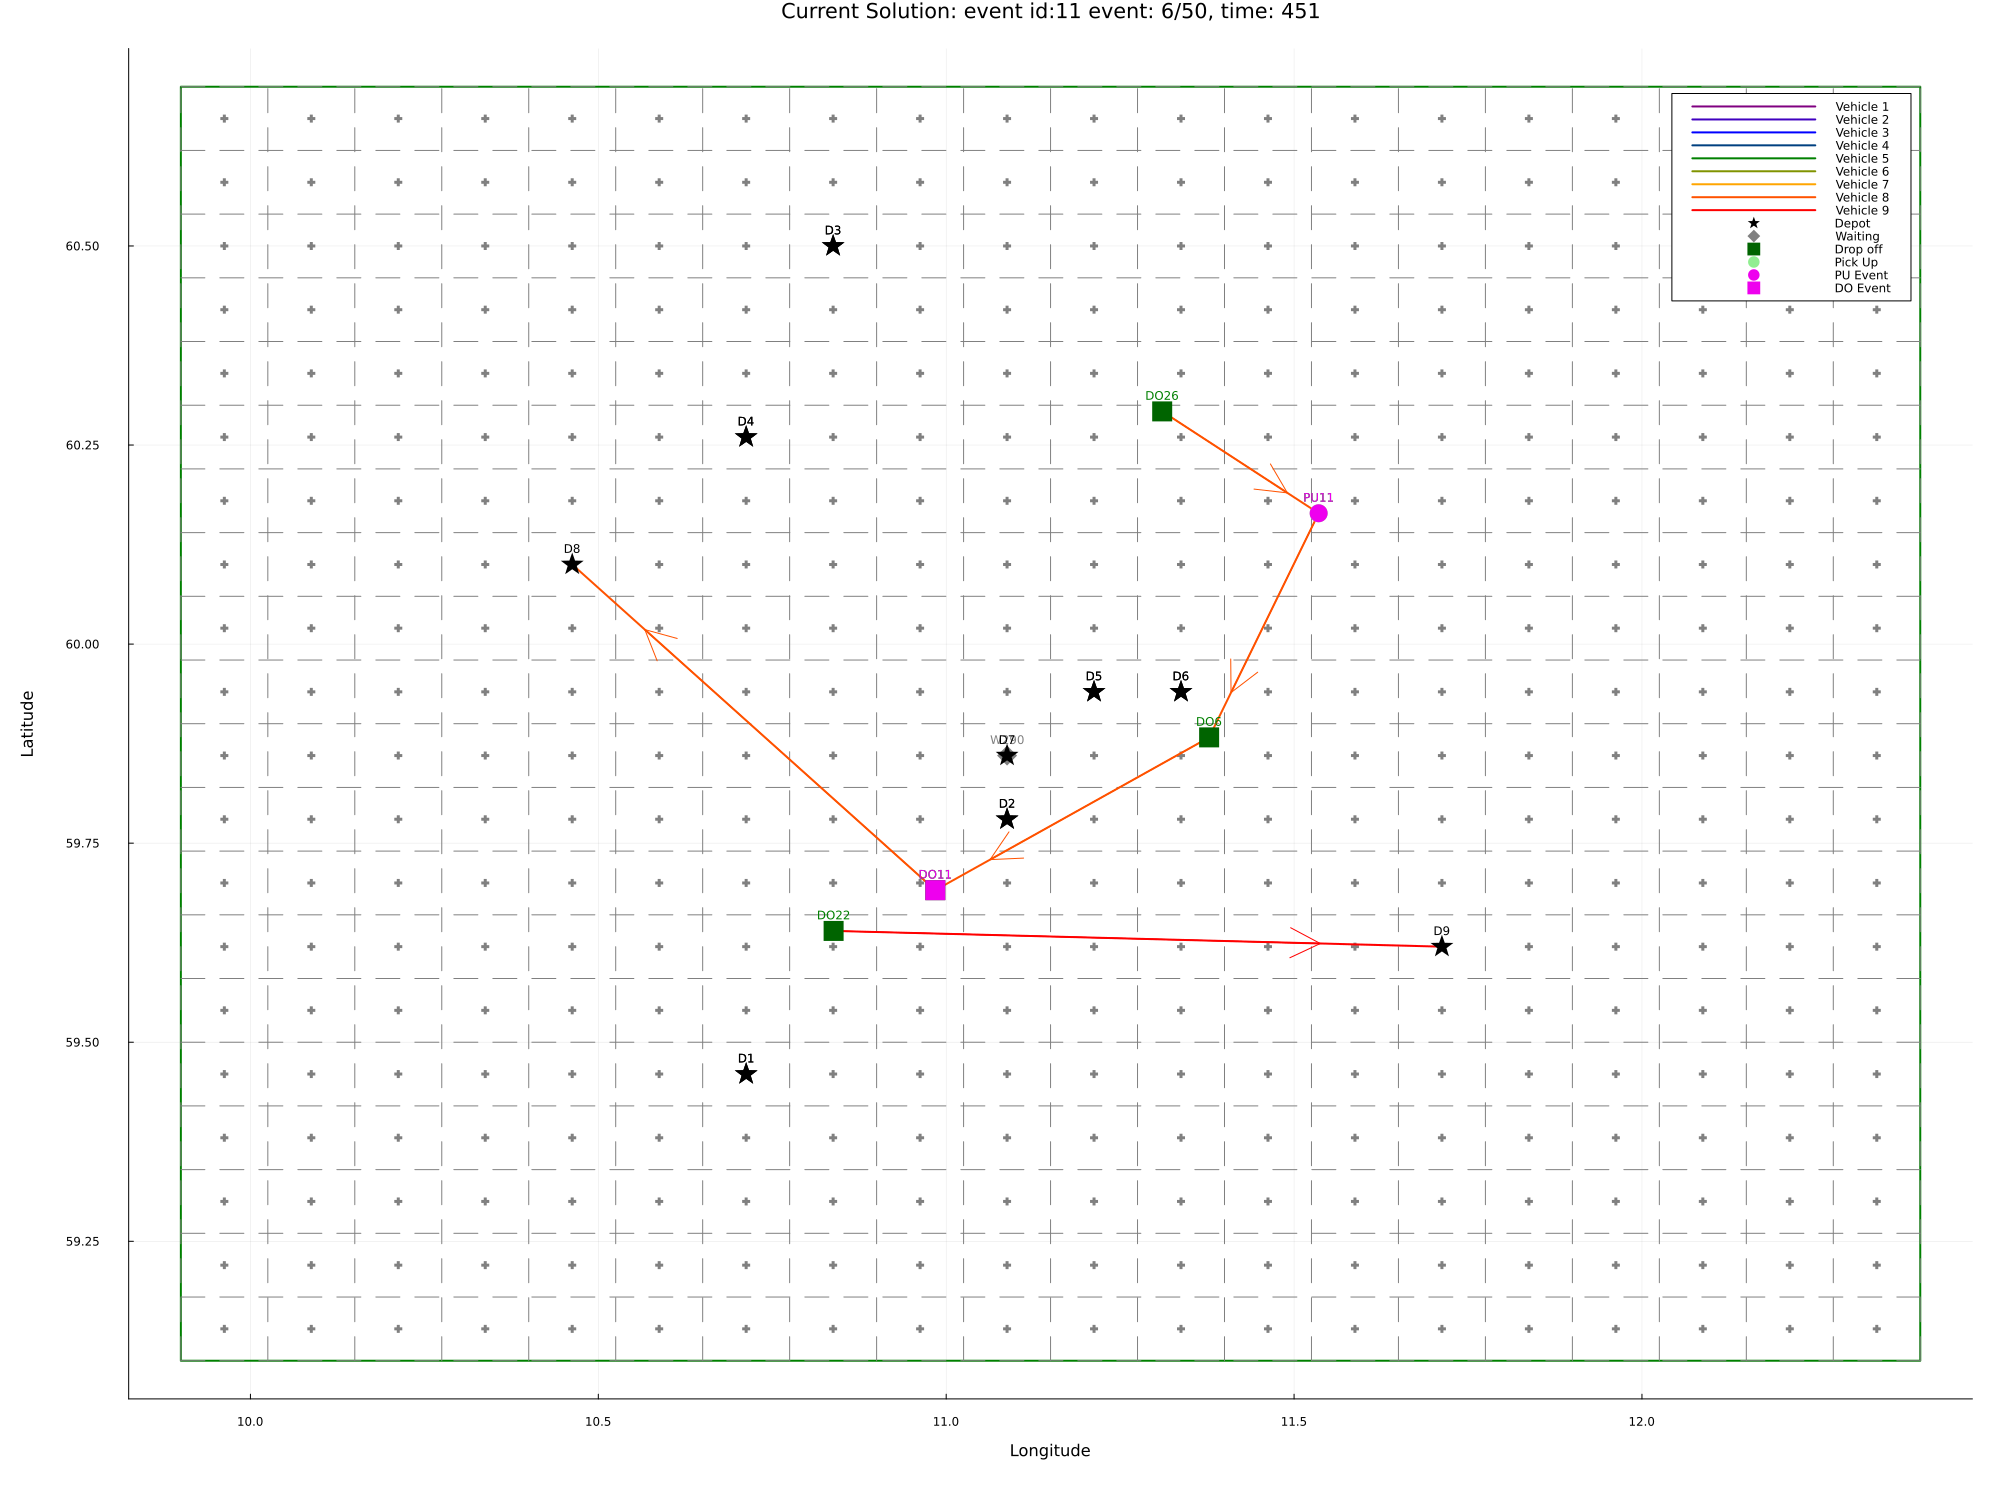 Current Solution: event id:11 event: 6/50, time: 451
Vehicle 1
Vehicle 2
Vehicle 3
Vehicle 4
Vehicle 5
Vehicle 6
Vehicle 7
Vehicle 8
Vehicle 9
Depot
Waiting
Drop off
Pick Up
PU Event
DO Event
D3
DO26
D4
PU11
D8
D5
D6
DO6
D7
D2
DO11
DO22
D9
D1
60.50
60.25
60.00
59.75
59.50
59.25
Latitude
10.0
10.5
11.0
11.5
12.0
Longitude